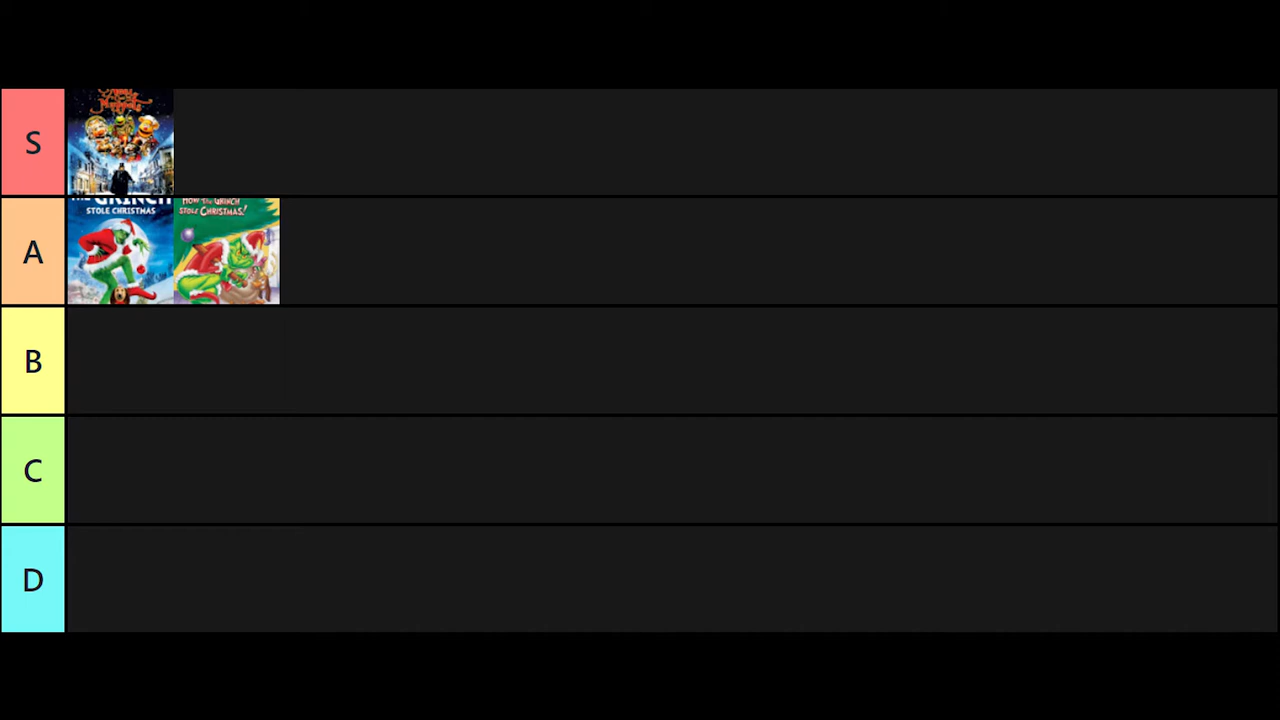 S
A
STOLE CHRISTMAS
HOW THE GRINCH
STOLE CHRISTMAS!
B
C
D